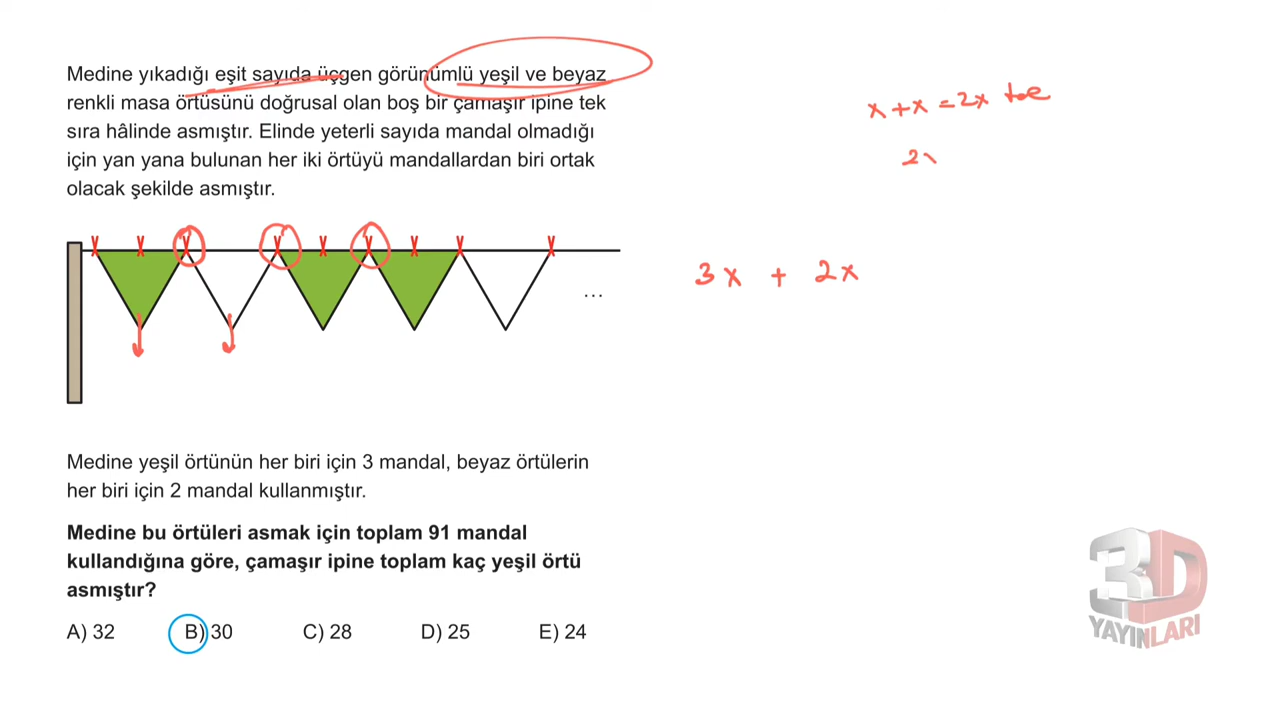 Medine yıkadığı eşit sayıda üçgen görünümlü yeşil ve beyaz
renkli masa örtüsünü doğrusal olan boş bir çamaşır ipine tek
sıra hâlinde asmıştır. Elinde yeterli sayıda mandal olmadığı
için yan yana bulunan her iki örtüyü mandallardan biri ortak
olacak şekilde asmıştır.
x + x = 2x
2x
3x + 2x
...
Medine yeşil örtünün her biri için 3 mandal, beyaz örtülerin
her biri için 2 mandal kullanmıştır.
Medine bu örtüleri asmak için toplam 91 mandal
kullandığına göre, çamaşır ipine toplam kaç yeşil örtü
asmıştır?
A) 32 B) 30 C) 28 D) 25 E) 24
3D
YAYINLARI